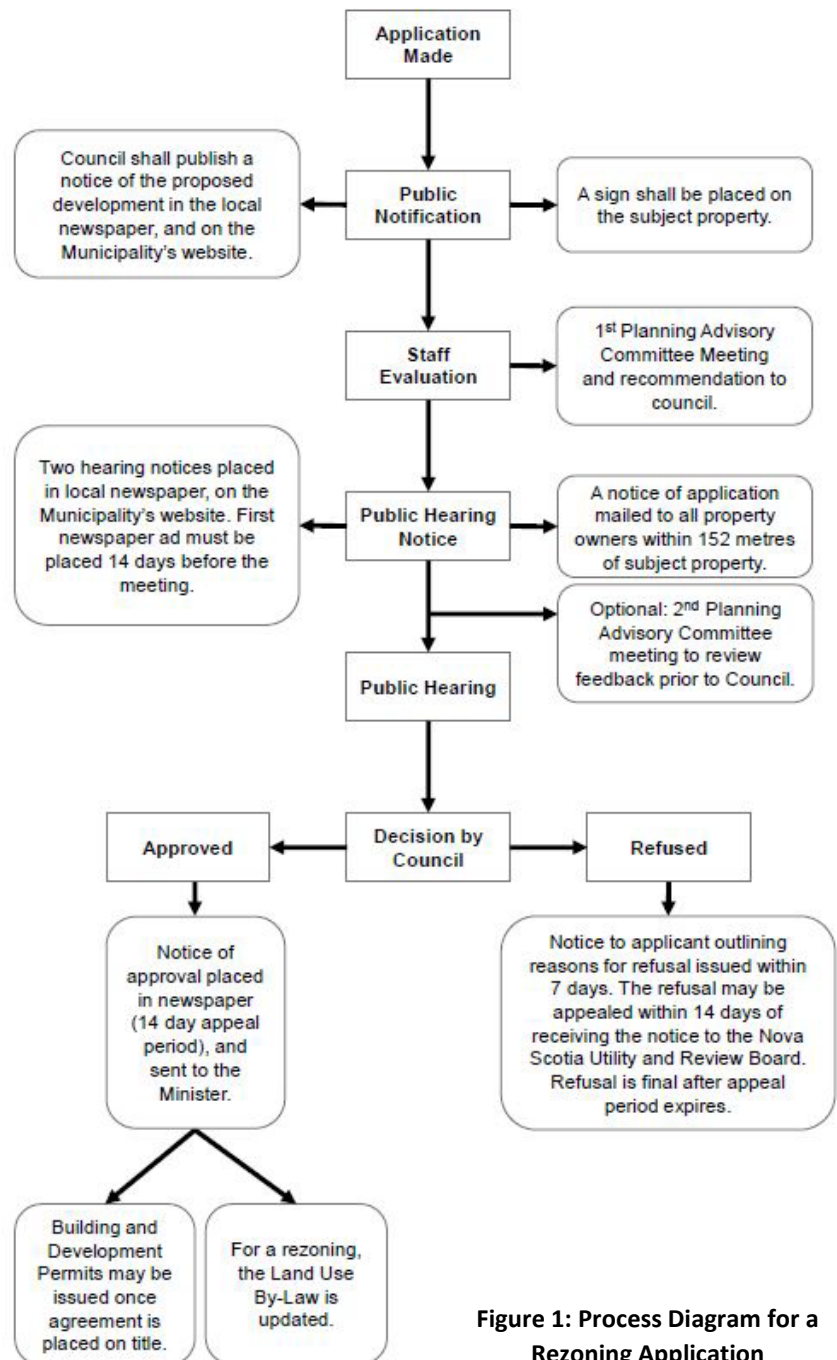 Application
Made
Council shall publish a
notice of the proposed
development in the local
newspaper, and on the
Municipality's website.
Public
Notification
A sign shall be placed on
the subject property.
Staff
Evaluation
1st Planning Advisory
Committee Meeting
and recommendation to
council.
Two hearing notices placed
in local newspaper, on the
Municipality's website. First
newspaper ad must be
placed 14 days before the
meeting.
Public Hearing
Notice
A notice of application
mailed to all property
owners within 152 metres
of subject property.
Optional: 2nd Planning
Advisory Committee
meeting to review
feedback prior to Council.
Public Hearing
Approved
Decision by
Council
Refused
Notice of
approval placed
in newspaper
(14 day appeal
period), and
sent to the
Minister.
Notice to applicant outlining
reasons for refusal issued within
7 days. The refusal may be
appealed within 14 days of
receiving the notice to the Nova
Scotia Utility and Review Board.
Refusal is final after appeal
period expires.
Building and
Development
Permits may be
issued once
agreement is
placed on title.
For a rezoning,
the Land Use
By-Law is
updated.
Figure 1: Process Diagram for a
Rezoning Application